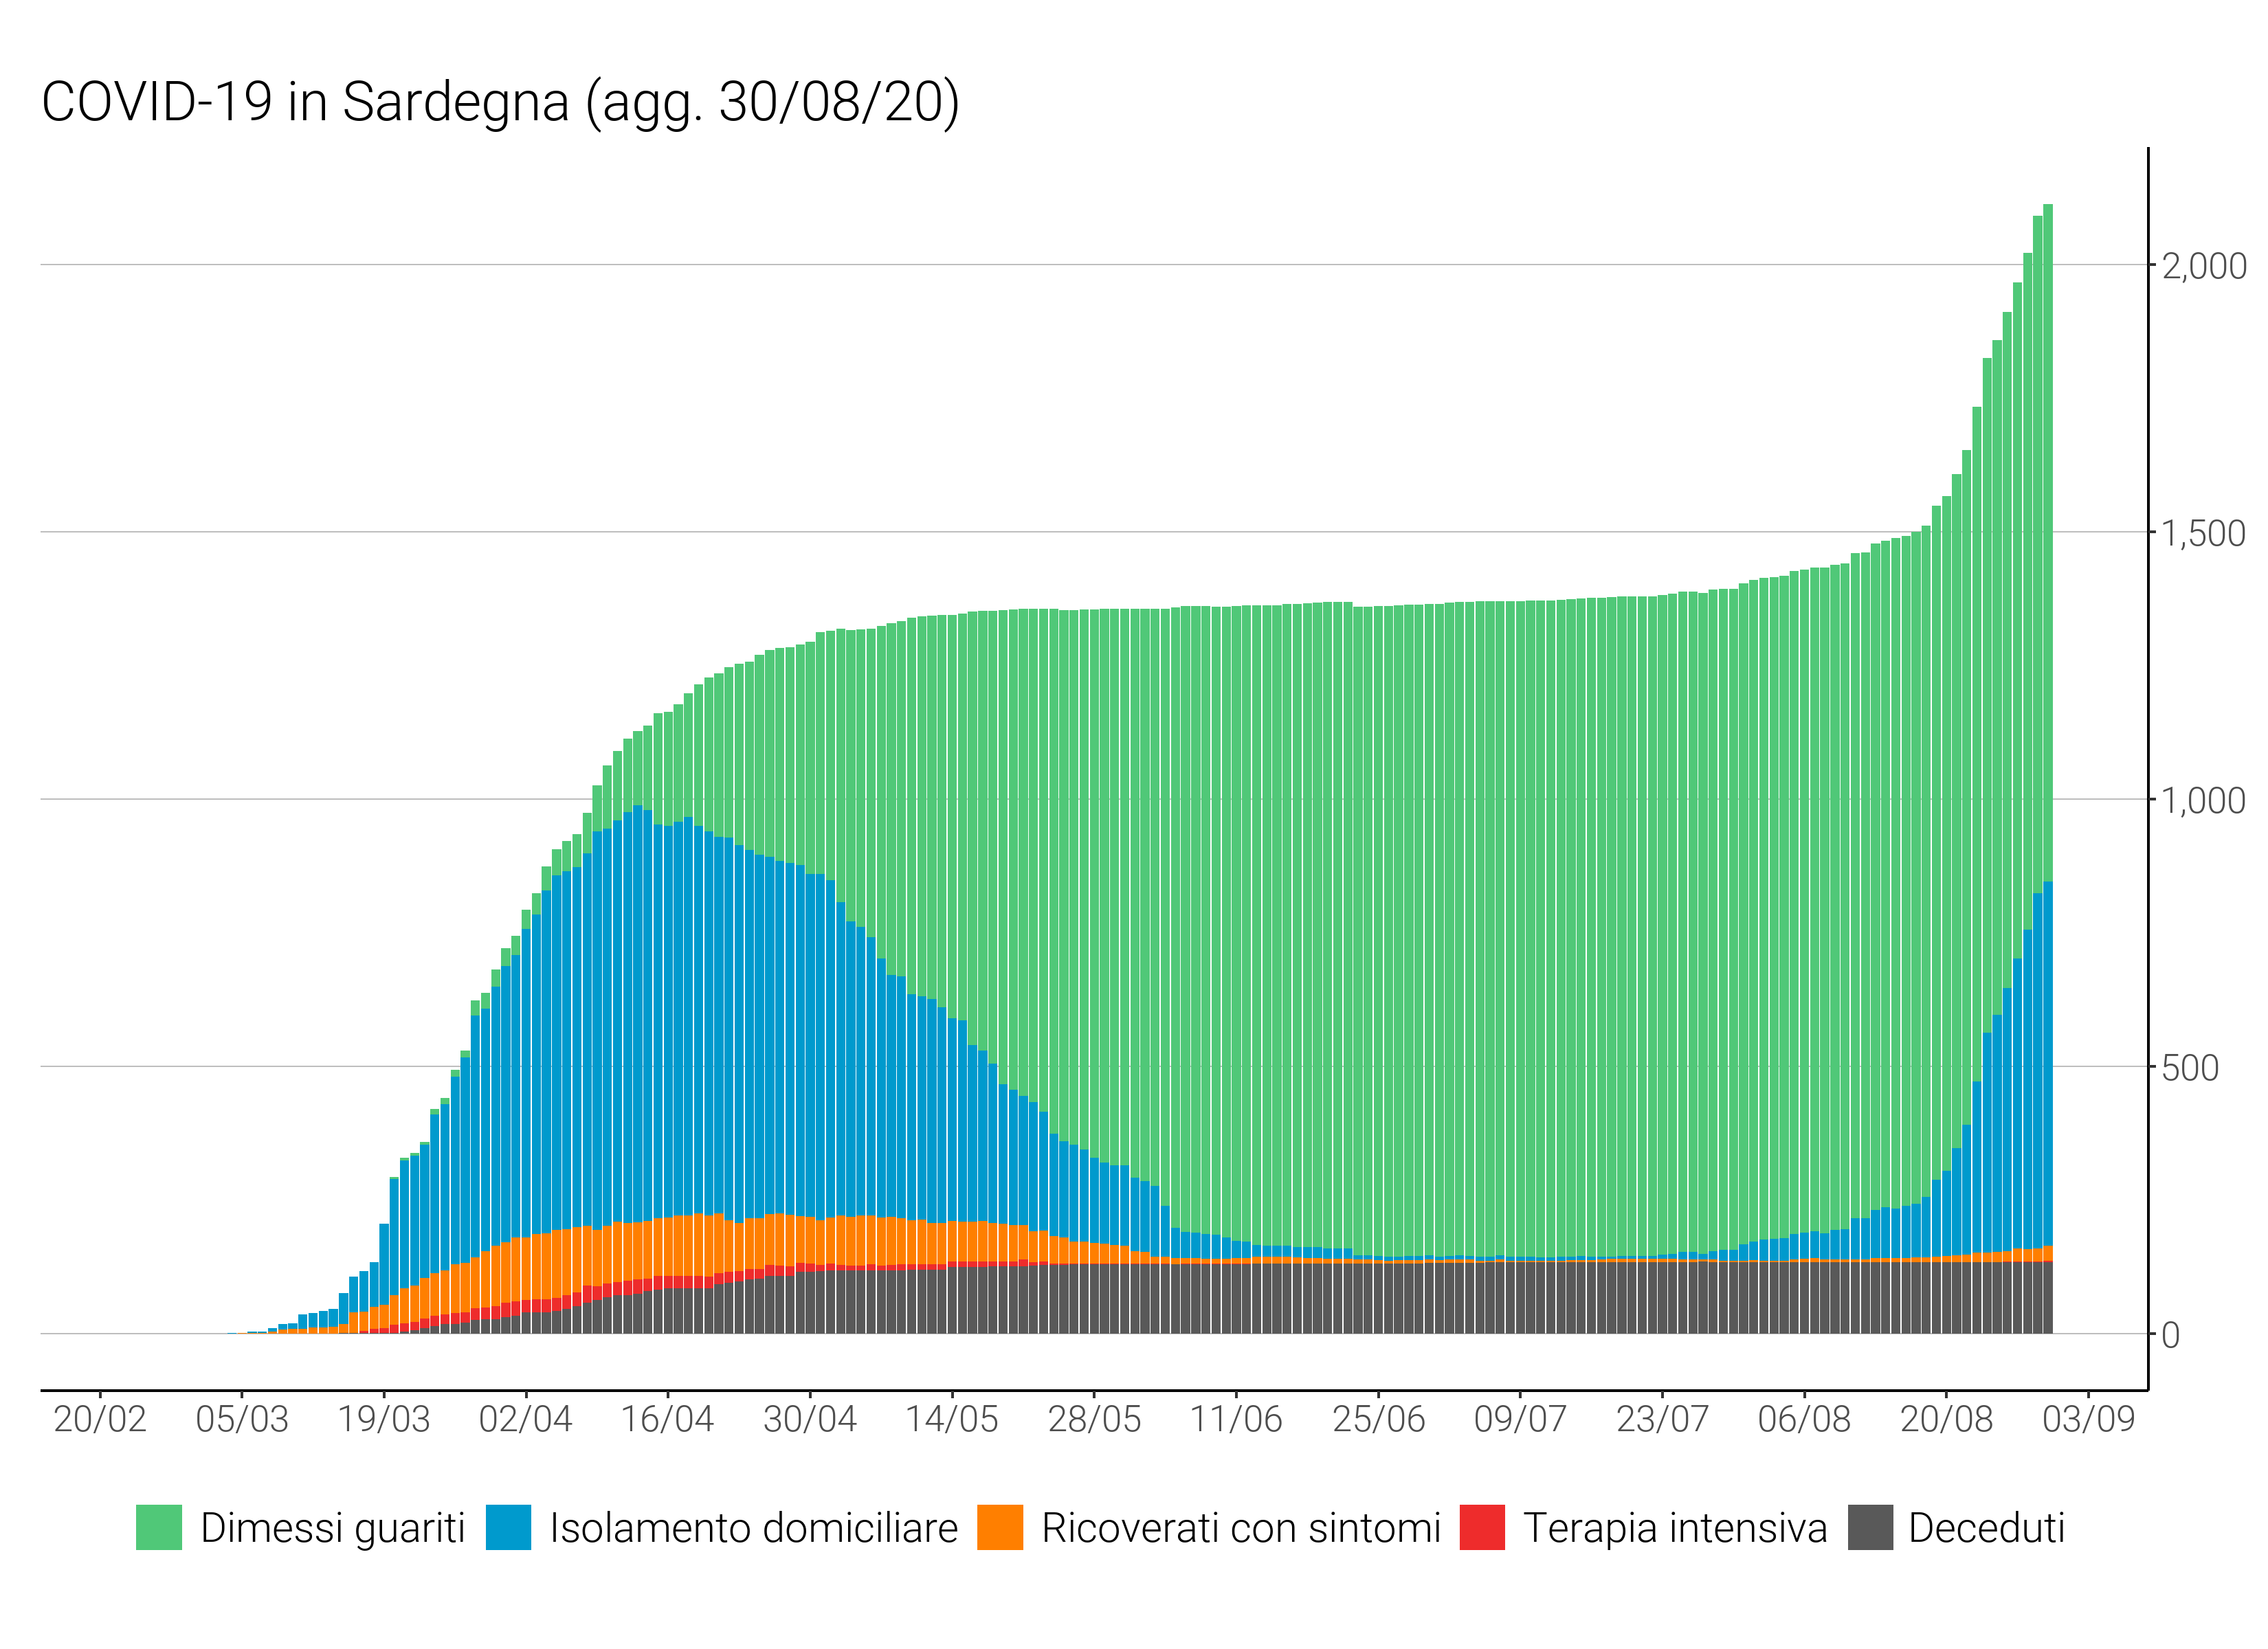 COVID-19 in Sardegna (agg. 30/08/20)
2,000
1,500
1,000
500
0
20/02 05/03 19/03 02/04 16/04 30/04 14/05 28/05 11/06 25/06 09/07 23/07 06/08 20/08 03/09
Dimessi guariti Isolamento domiciliare Ricoverati con sintomi Terapia intensiva Deceduti